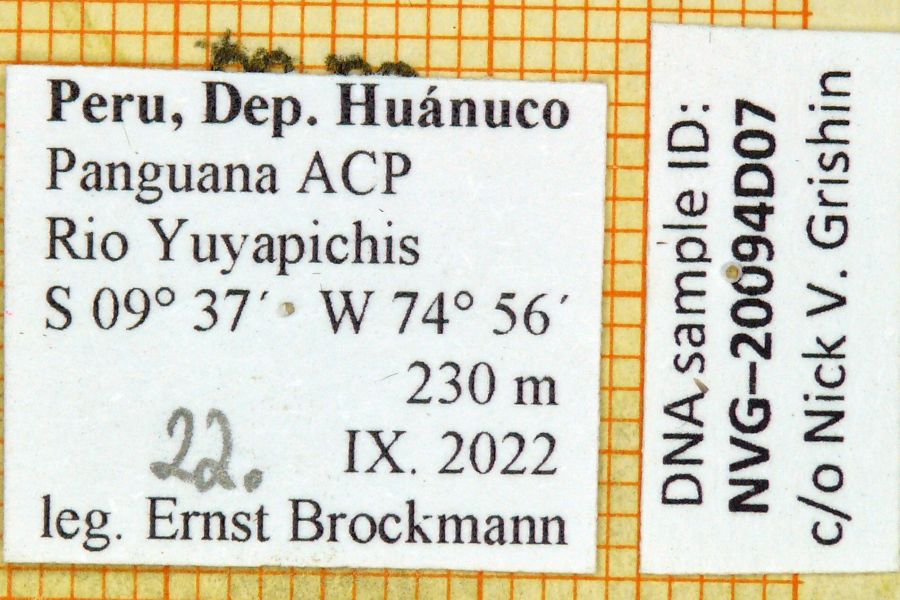 Peru, Dep. Huánuco
Panguana ACP
Rio Yuyapichis
S 09° 37′ W 74° 56′
230 m
22. IX. 2022
leg. Ernst Brockmann
DNA sample ID:
NVG–20094D07
c/o Nick V. Grishin